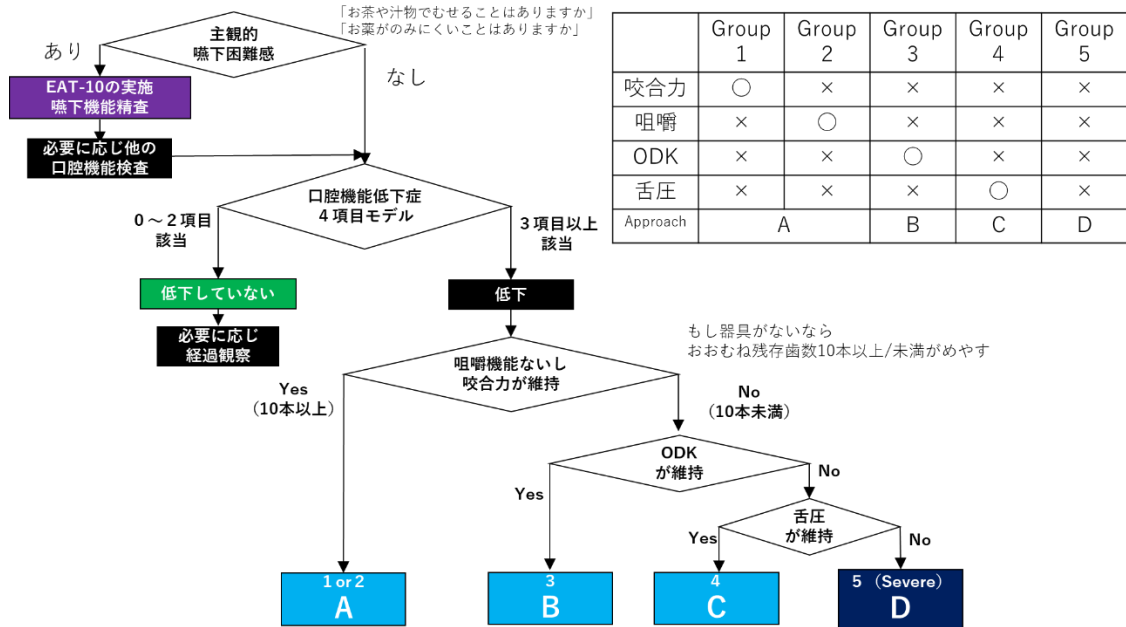 「お茶や汁物でむせることはありますか」
「お薬がのみにくいことはありますか」
主観的
嚥下困難感
あり
なし
EAT-10の実施
嚥下機能精査
必要に応じ他の
口腔機能検査
口腔機能低下症
4項目モデル
0～2項目
該当
3項目以上
該当
低下していない
低下
必要に応じ
経過観察
もし器具がないなら
おおむね残存歯数10本以上/未満がめやす
咀嚼機能ないし
咬合力が維持
Yes
(10本以上)
No
(10本未満)
ODK
が維持
Yes
No
舌圧
が維持
Yes
No
1 or 2
A
3
B
4
C
5 (Severe)
D
Group 1 Group 2 Group 3 Group 4 Group 5
咬合力 ○ × × × ×
咀嚼 × ○ × × ×
ODK × × ○ × ×
舌圧 × × × ○ ×
Approach A B C D